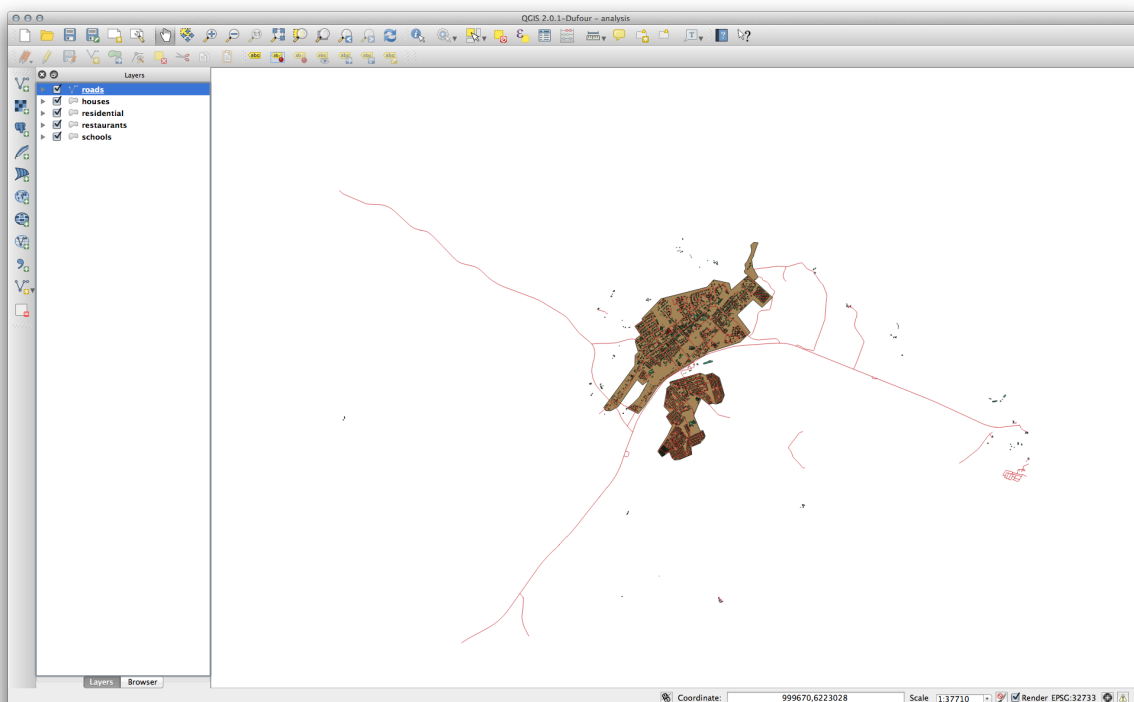 QGIS 2.0.1-Dufour - analysis
Layers
roads
houses
residential
restaurants
schools
Layers Browser
Coordinate: 999670,6223028 Scale 1:37710 Render EPSG:32733